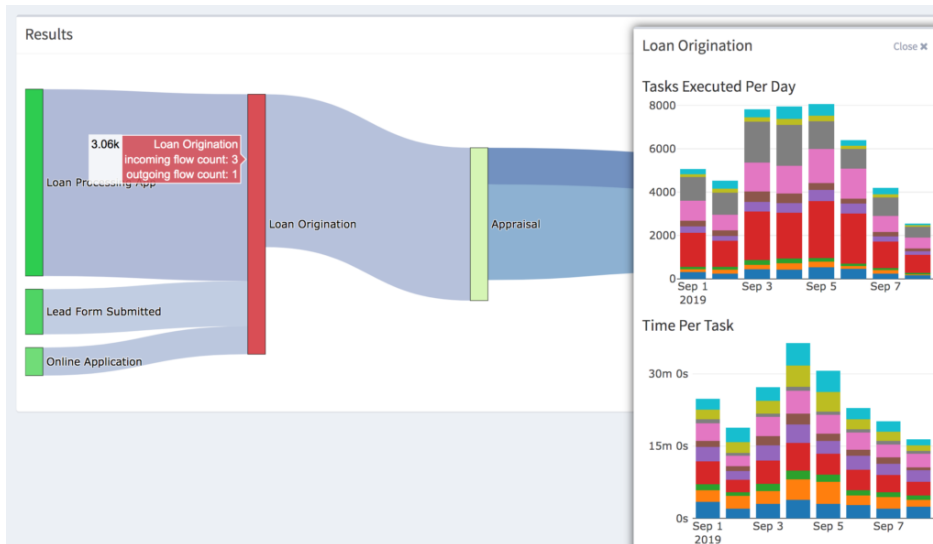 Results
Loan Processing App
3.06k
Loan Origination
incoming flow count: 3
outgoing flow count: 1
Loan Origination
Appraisal
Lead Form Submitted
Online Application
Loan Origination
Close ✖
Tasks Executed Per Day
8000
6000
4000
2000
0
Sep 1
2019
Sep 3
Sep 5
Sep 7
Time Per Task
30m 0s
15m 0s
0s
Sep 1
2019
Sep 3
Sep 5
Sep 7